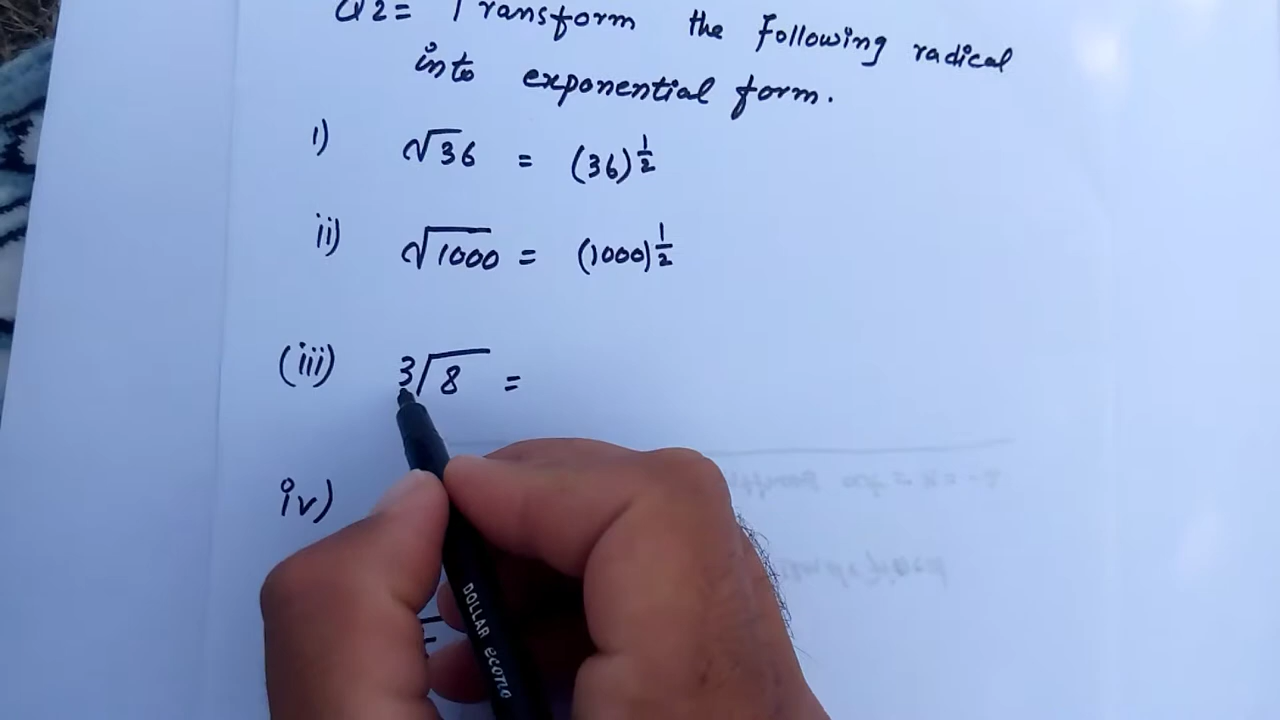 Q2= Transform the following radical
into exponential form.
i) √36 = (36)^1/2
ii) √1000 = (1000)^1/2
(iii) ³√8 =
iv)
DOLLAR econo